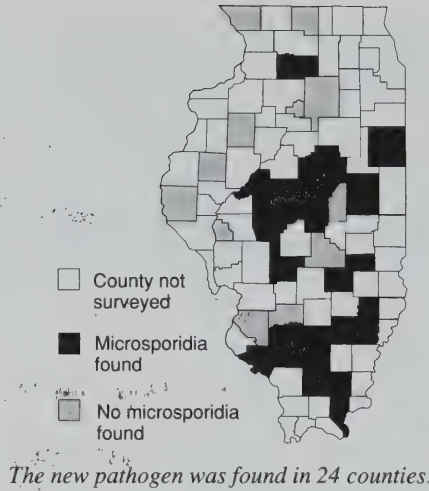 County not
surveyed
Microsporidia
found
No microsporidia
found
The new pathogen was found in 24 counties.